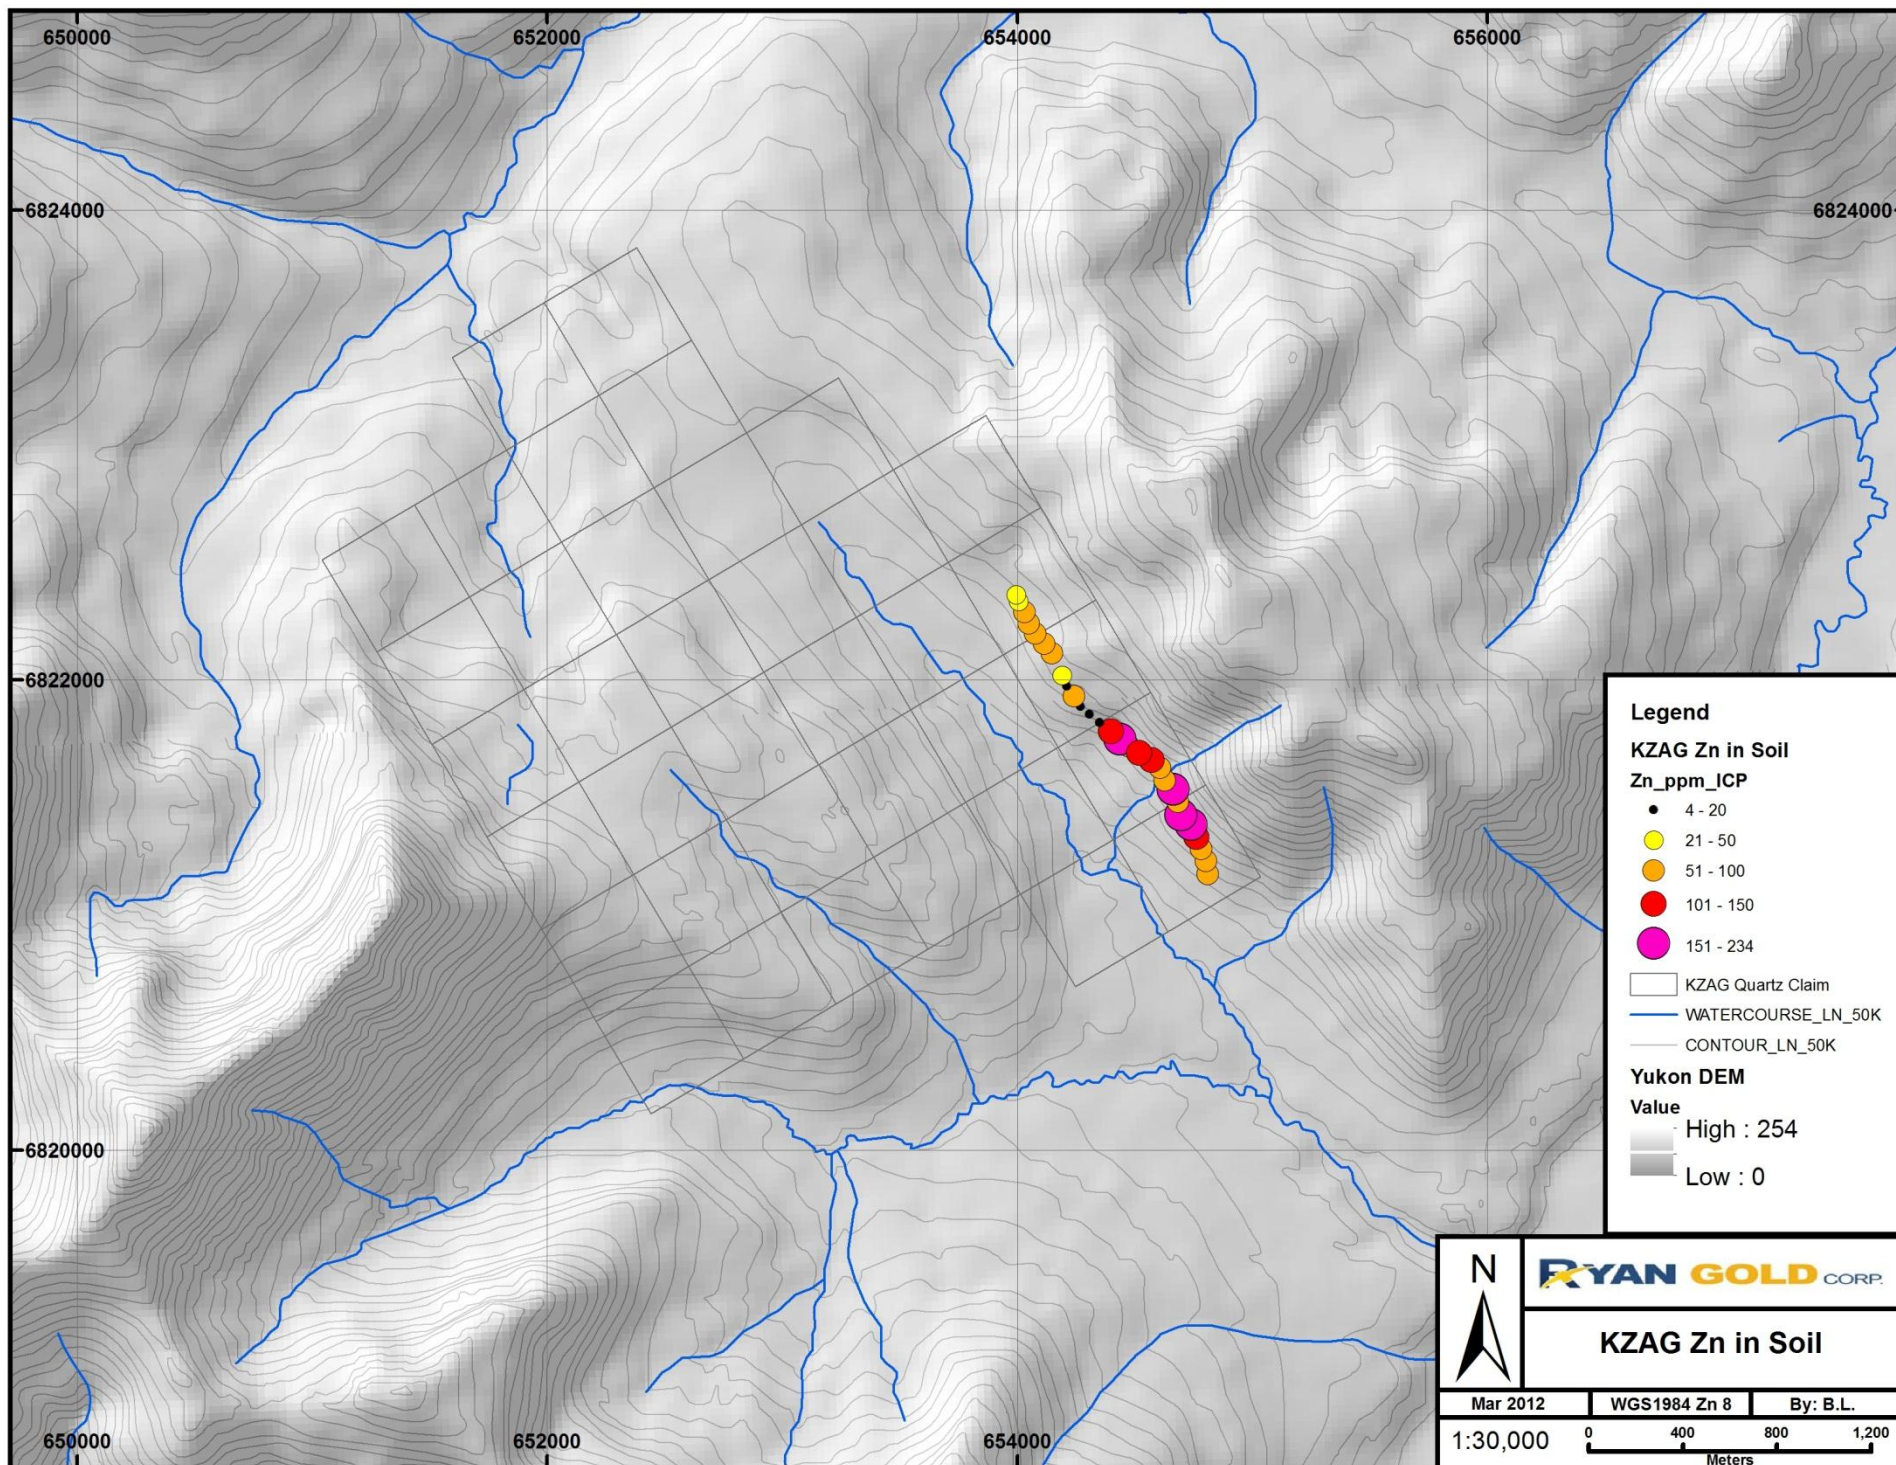 650000 652000 654000 656000
6824000 6824000
6822000
6820000
650000 652000 654000
Legend
KZAG Zn in Soil
Zn_ppm_ICP
4 - 20
21 - 50
51 - 100
101 - 150
151 - 234
KZAG Quartz Claim
WATERCOURSE_LN_50K
CONTOUR_LN_50K
Yukon DEM
Value
High : 254
Low : 0
N
RYAN GOLD CORP.
KZAG Zn in Soil
Mar 2012 WGS1984 Zn 8 By: B.L.
1:30,000
0 400 800 1,200
Meters